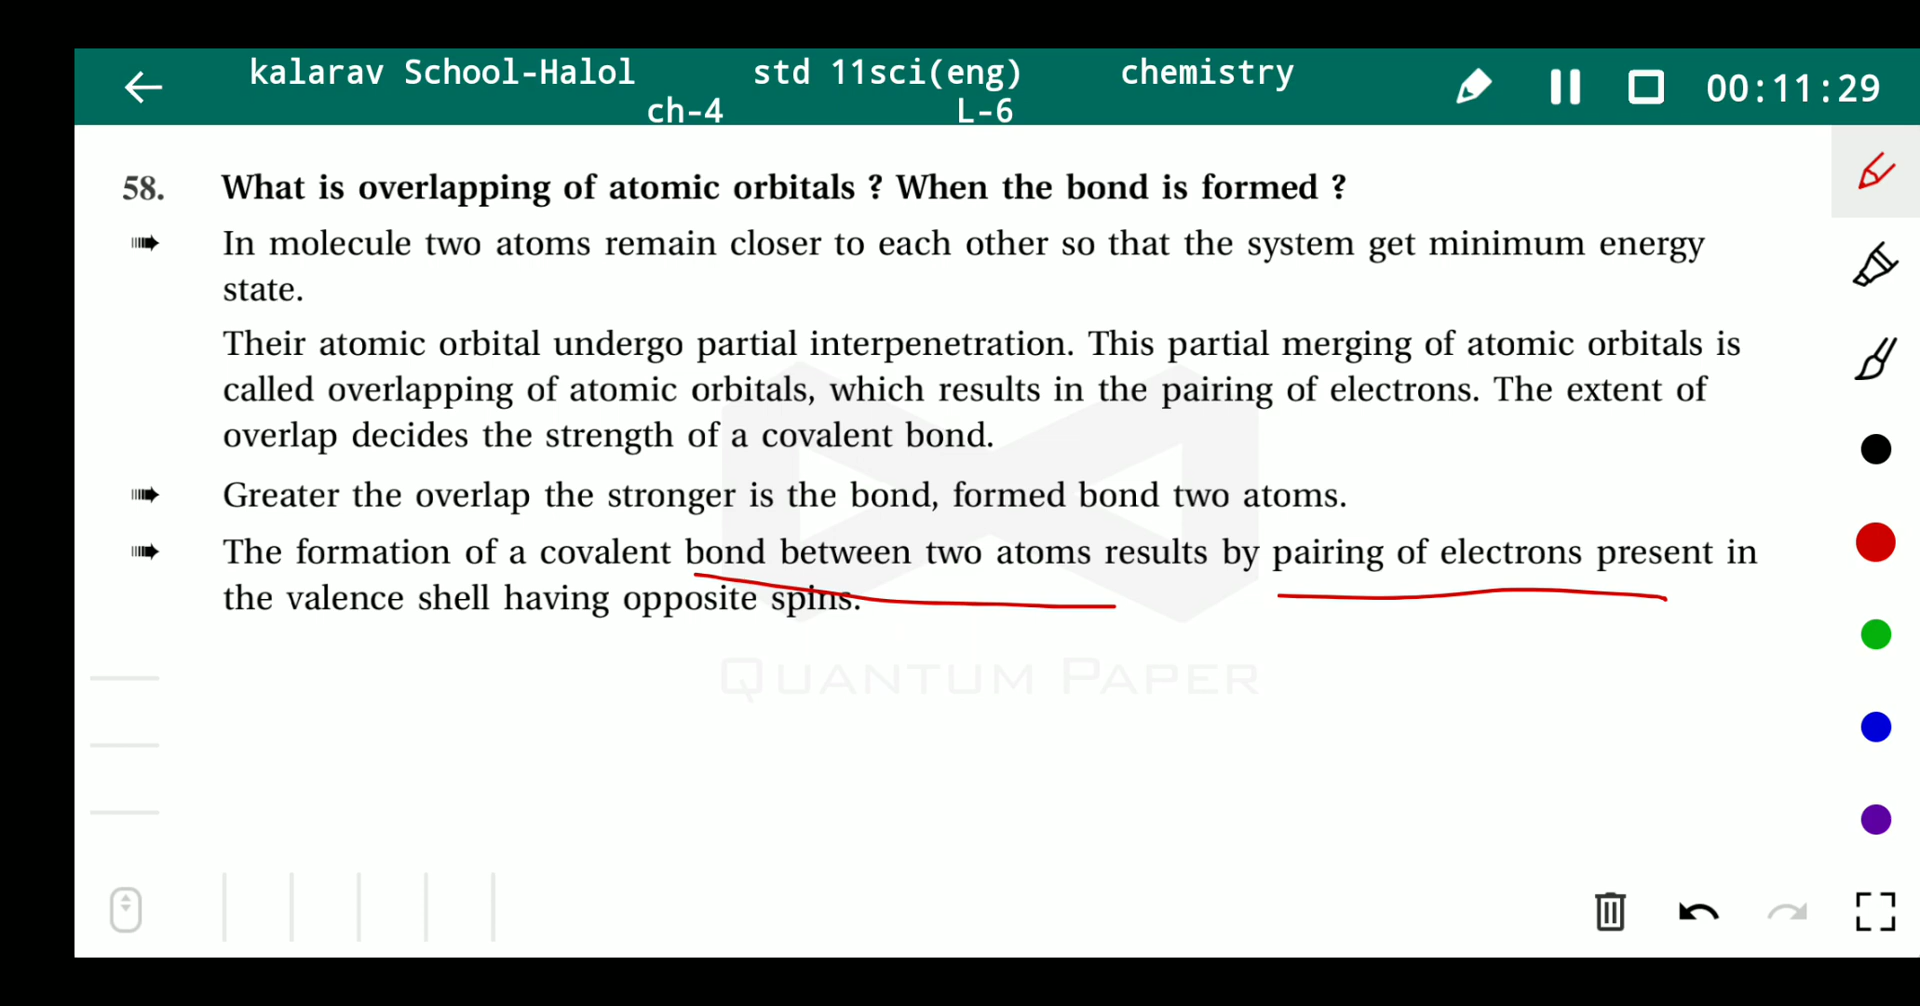 kalarav School-Halol std 11sci(eng) chemistry
ch-4 L-6
00:11:29
58. What is overlapping of atomic orbitals ? When the bond is formed ?
In molecule two atoms remain closer to each other so that the system get minimum energy
state.
Their atomic orbital undergo partial interpenetration. This partial merging of atomic orbitals is
called overlapping of atomic orbitals, which results in the pairing of electrons. The extent of
overlap decides the strength of a covalent bond.
Greater the overlap the stronger is the bond, formed bond two atoms.
The formation of a covalent bond between two atoms results by pairing of electrons present in
the valence shell having opposite spins.
QUANTUM PAPER